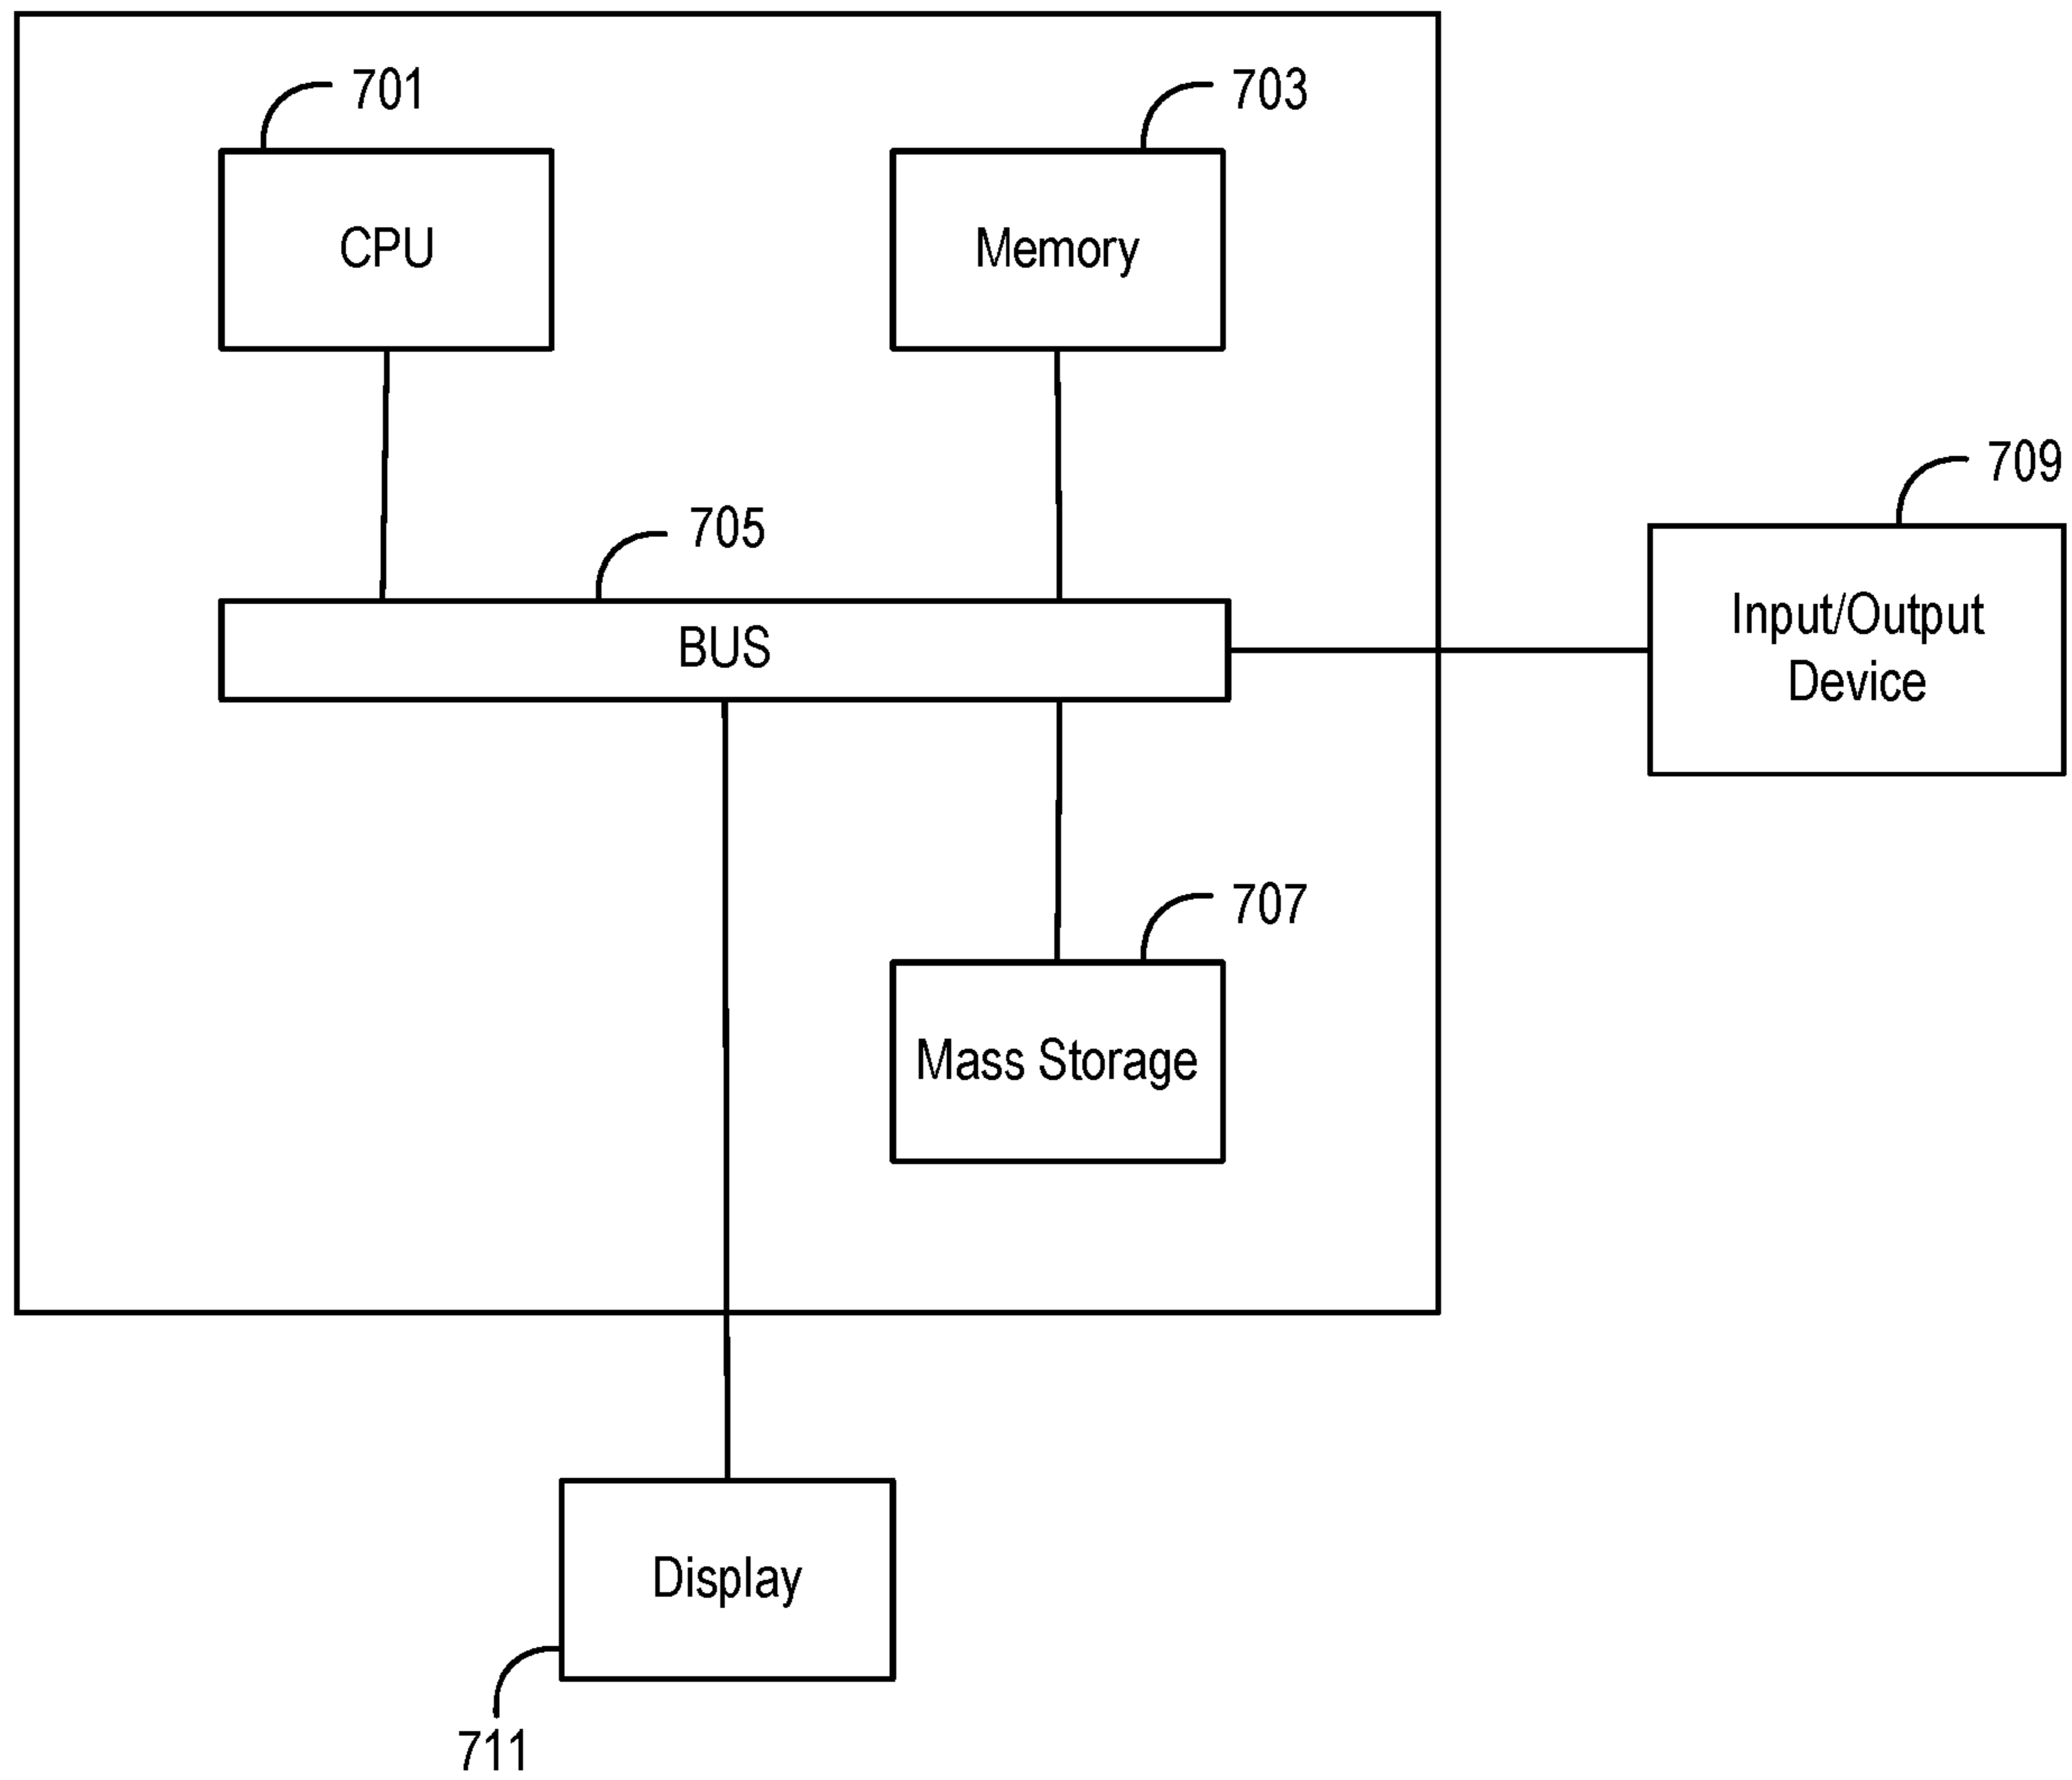 701
703
CPU
Memory
709
705
Input/Output
Device
BUS
707
Mass Storage
Display
711